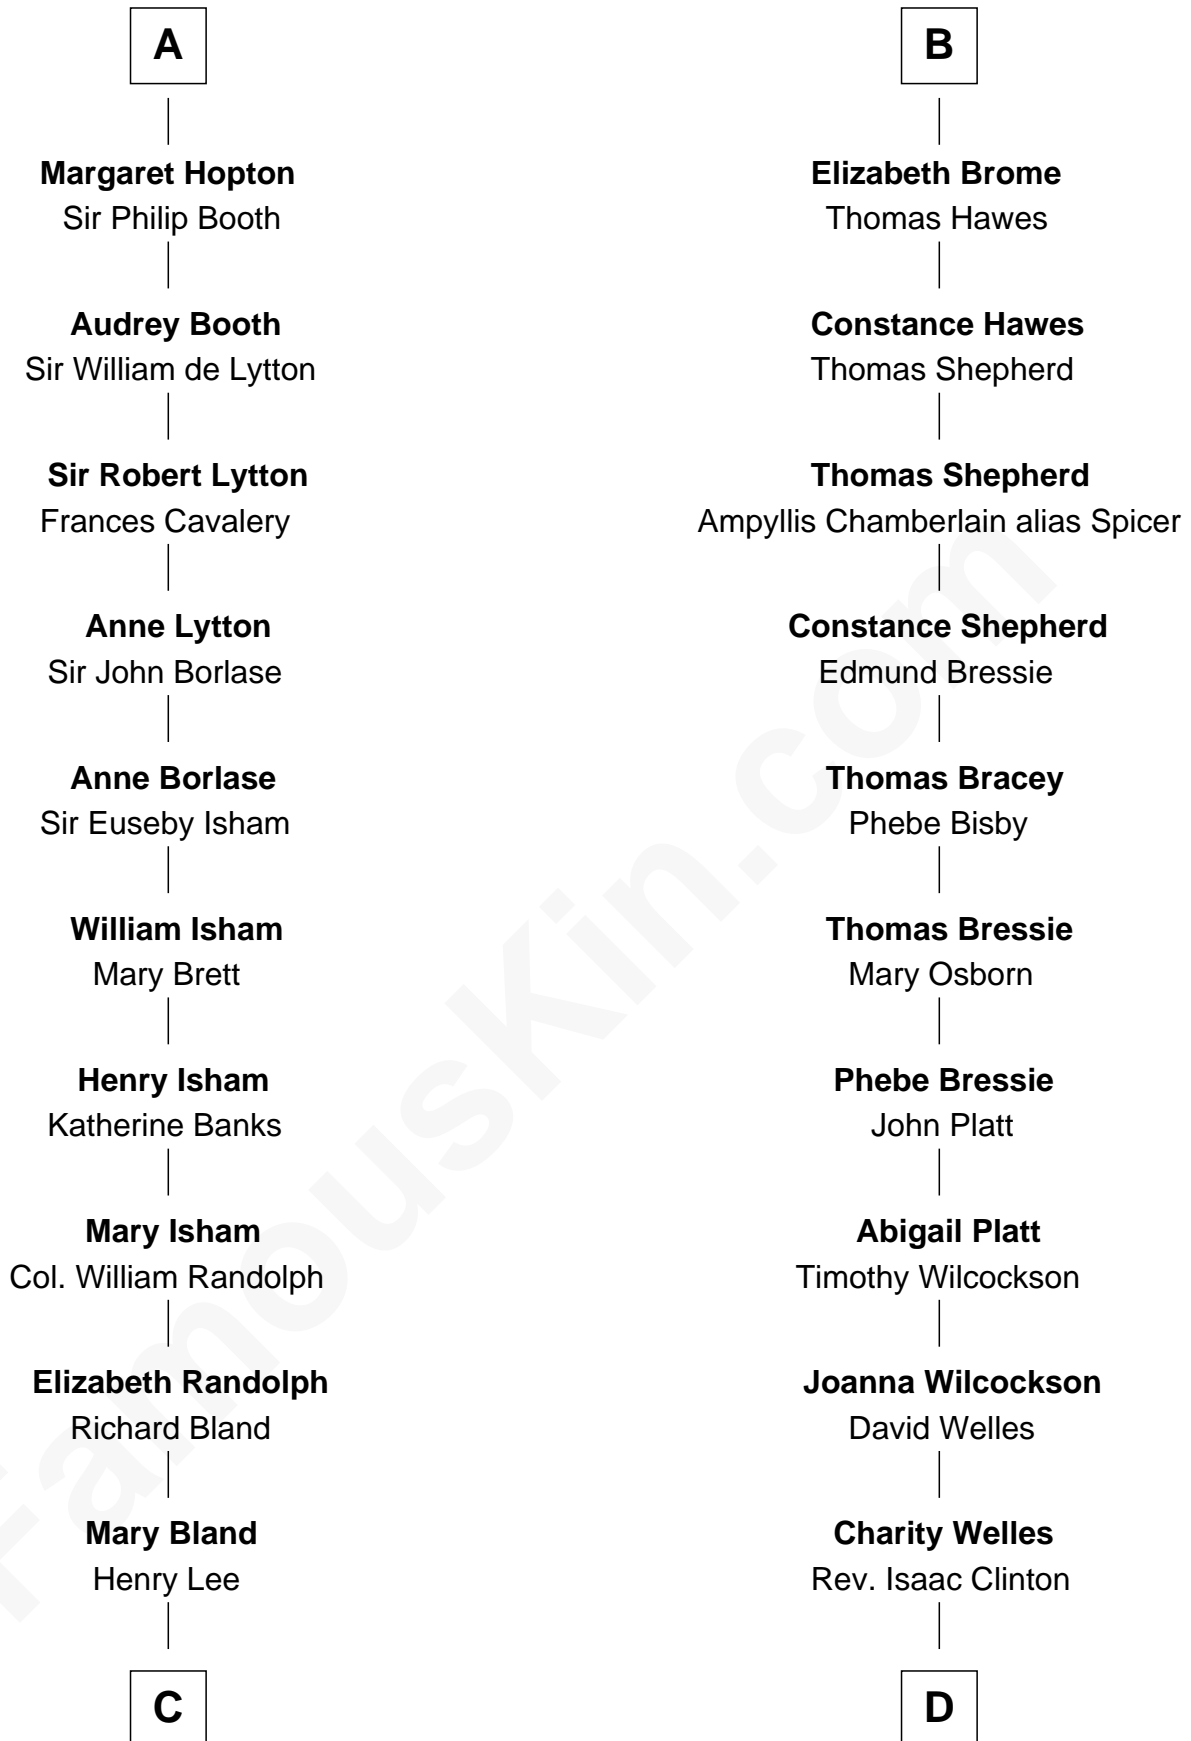 A
Margaret Hopton
Sir Philip Booth
Audrey Booth
Sir William de Lytton
Sir Robert Lytton
Frances Cavalery
Anne Lytton
Sir John Borlase
Anne Borlase
Sir Euseby Isham
William Isham
Mary Brett
Henry Isham
Katherine Banks
Mary Isham
Col. William Randolph
Elizabeth Randolph
Richard Bland
Mary Bland
Henry Lee
C
B
Elizabeth Brome
Thomas Hawes
Constance Hawes
Thomas Shepherd
Thomas Shepherd
Ampyllis Chamberlain alias Spicer
Constance Shepherd
Edmund Bressie
Thomas Bracey
Phebe Bisby
Thomas Bressie
Mary Osborn
Phebe Bressie
John Platt
Abigail Platt
Timothy Wilcockson
Joanna Wilcockson
David Welles
Charity Welles
Rev. Isaac Clinton
D
FamousKin.com